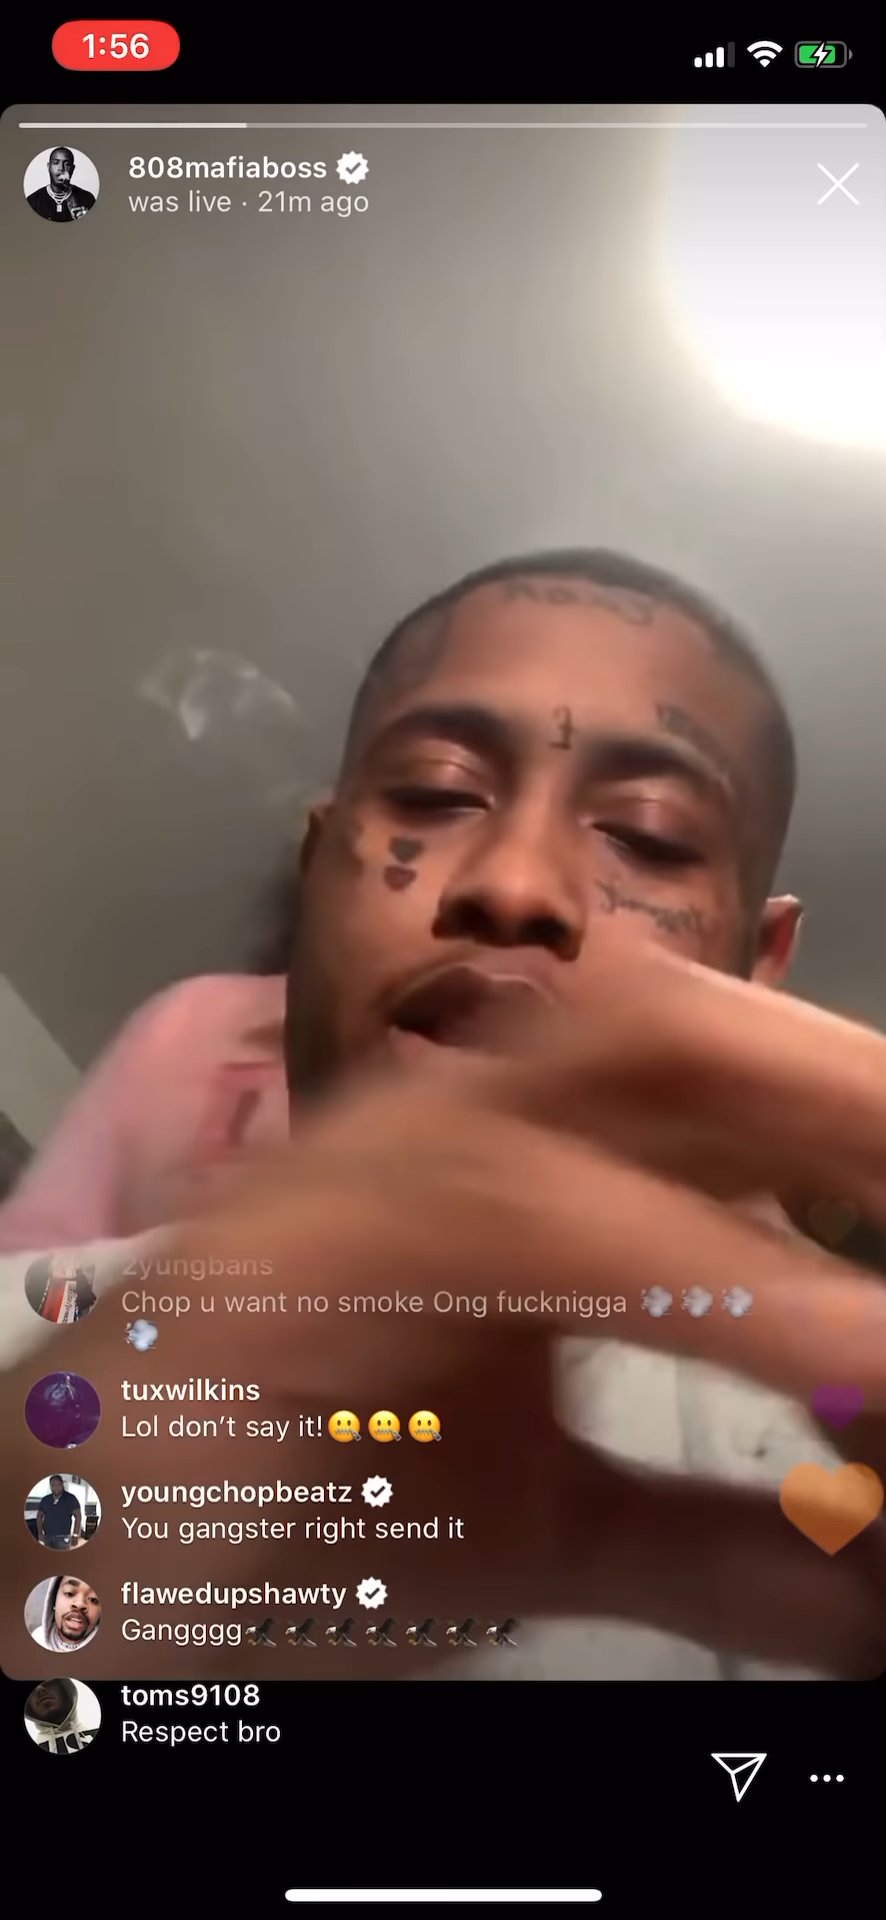 1:56
808mafiaboss
was live · 21m ago
2yungbans
Chop u want no smoke Ong fucknigga 💨💨💨
💨
tuxwilkins
Lol don’t say it!🤐🤐🤐
youngchopbeatz
You gangster right send it
flawedupshawty
Gangggg🦅🦅🦅🦅🦅🦅🦅
toms9108
Respect bro